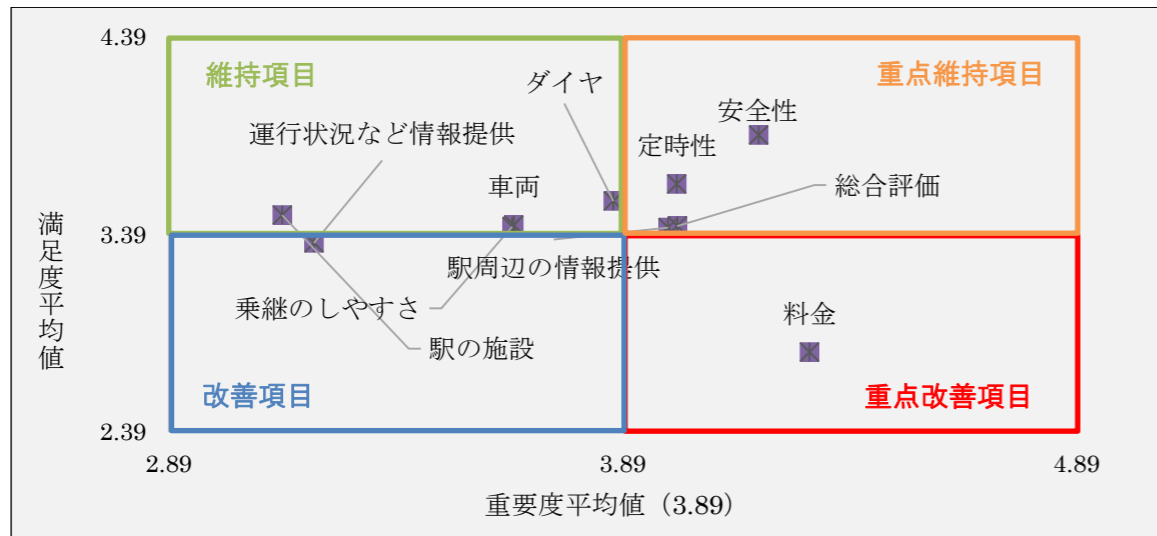 4.39
維持項目
重点維持項目
ダイヤ
安全性
運行状況など情報提供
定時性
車両
総合評価
満足度平均値
3.39
駅周辺の情報提供
乗継のしやすさ
料金
駅の施設
改善項目
重点改善項目
2.39
2.89
3.89
4.89
重要度平均値（3.89）